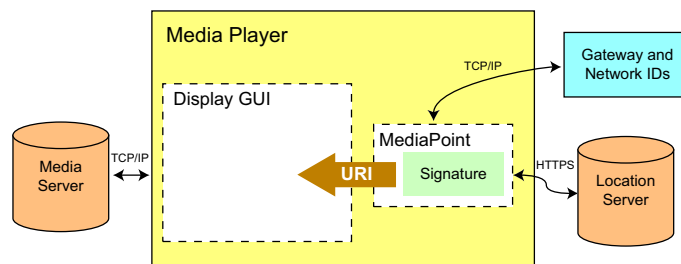 Media Player
Display GUI
MediaPoint
Signature
URI
TCP/IP
Gateway and
Network IDs
TCP/IP
Media
Server
HTTPS
Location
Server